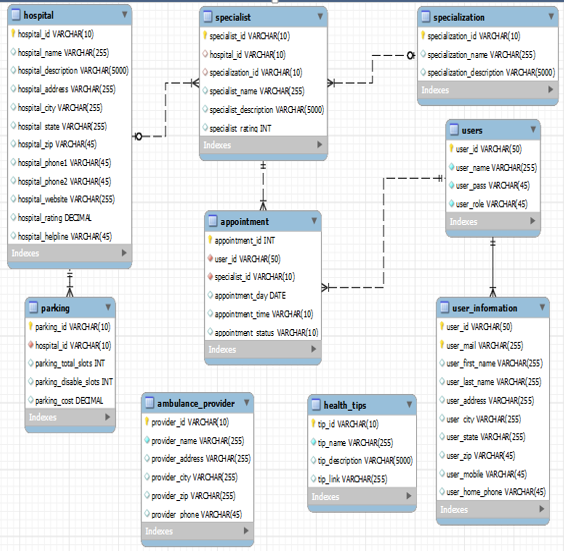 hospital
hospital_id VARCHAR(10)
hospital_name VARCHAR(255)
hospital_description VARCHAR(5000)
hospital_address VARCHAR(255)
hospital_city VARCHAR(255)
hospital_state VARCHAR(255)
hospital_zip VARCHAR(45)
hospital_phone1 VARCHAR(45)
hospital_phone2 VARCHAR(45)
hospital_website VARCHAR(255)
hospital_rating DECIMAL
hospital_helpline VARCHAR(45)
Indexes
specialist
specialist_id VARCHAR(10)
hospital_id VARCHAR(10)
specialization_id VARCHAR(10)
specialist_name VARCHAR(255)
specialist_description VARCHAR(5000)
specialist_rating INT
Indexes
specialization
specialization_id VARCHAR(10)
specialization_name VARCHAR(255)
specialization_description VARCHAR(5000)
Indexes
users
user_id VARCHAR(50)
user_name VARCHAR(255)
user_pass VARCHAR(45)
user_role VARCHAR(45)
Indexes
appointment
appointment_id INT
user_id VARCHAR(50)
specialist_id VARCHAR(10)
appointment_day DATE
appointment_time VARCHAR(10)
appointment_status VARCHAR(10)
Indexes
parking
parking_id VARCHAR(10)
hospital_id VARCHAR(10)
parking_total_slots INT
parking_disable_slots INT
parking_cost DECIMAL
Indexes
user_information
user_id VARCHAR(50)
user_mail VARCHAR(255)
user_first_name VARCHAR(255)
user_last_name VARCHAR(255)
user_address VARCHAR(255)
user_city VARCHAR(255)
user_state VARCHAR(255)
user_zip VARCHAR(45)
user_mobile VARCHAR(45)
user_home_phone VARCHAR(45)
Indexes
ambulance_provider
provider_id VARCHAR(10)
provider_name VARCHAR(255)
provider_address VARCHAR(255)
provider_city VARCHAR(255)
provider_zip VARCHAR(255)
provider_phone VARCHAR(45)
Indexes
health_tips
tip_id VARCHAR(10)
tip_name VARCHAR(255)
tip_description VARCHAR(5000)
tip_link VARCHAR(255)
Indexes